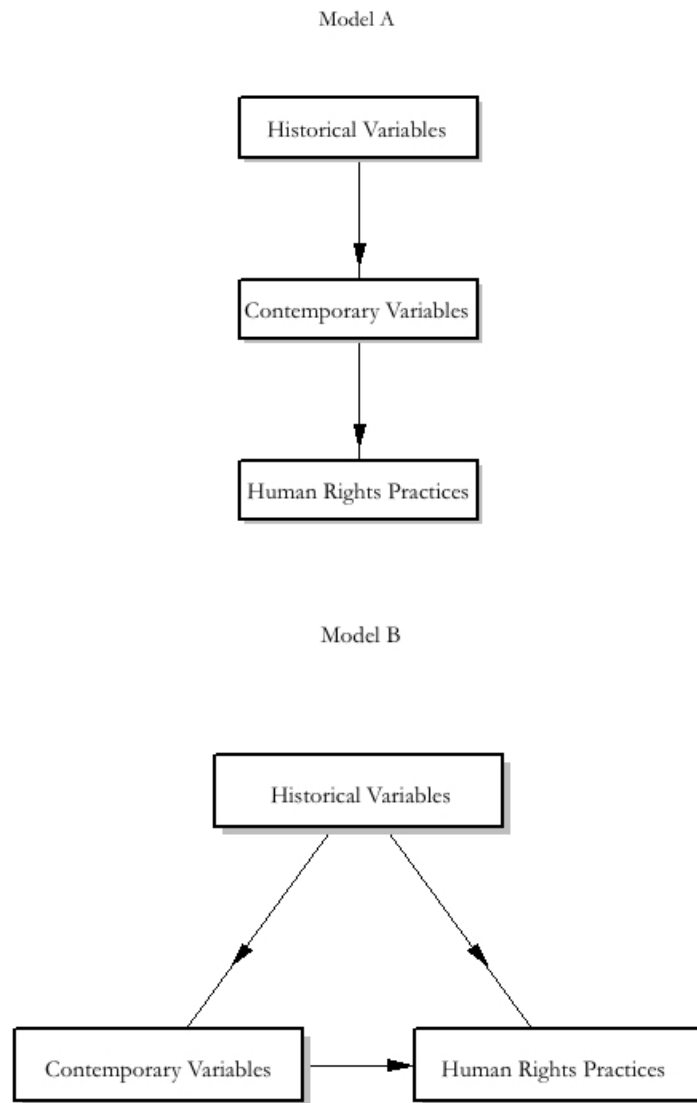 Model A
Historical Variables
Contemporary Variables
Human Rights Practices
Model B
Historical Variables
Contemporary Variables
Human Rights Practices